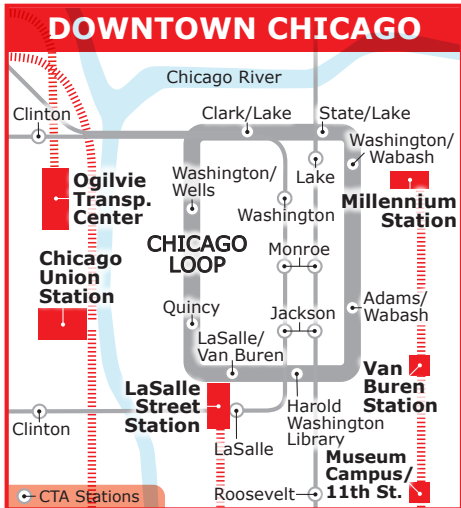 DOWNTOWN CHICAGO
Chicago River
Clinton
Clark/Lake
State/Lake
Washington/
Wabash
Ogilvie
Transp.
Center
Washington/
Wells
Lake
Washington
Millennium
Station
CHICAGO
LOOP
Monroe
Chicago
Union
Station
Quincy
Jackson
Adams/
Wabash
LaSalle/
Van Buren
Van
Buren
Station
LaSalle
Street
Station
Clinton
LaSalle
Harold
Washington
Library
Museum
Campus/
11th St.
CTA Stations
Roosevelt